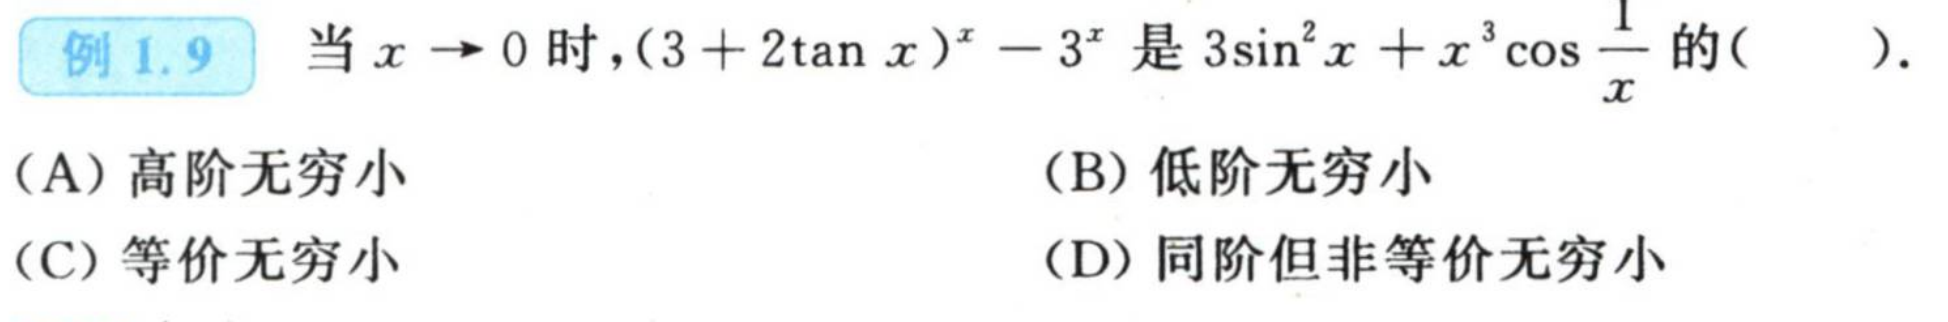 例 1.9 当 x → 0 时,(3 + 2tan x)ˣ − 3ˣ 是 3sin²x + x³cos 1/x 的( ).
(A) 高阶无穷小 (B) 低阶无穷小
(C) 等价无穷小 (D) 同阶但非等价无穷小